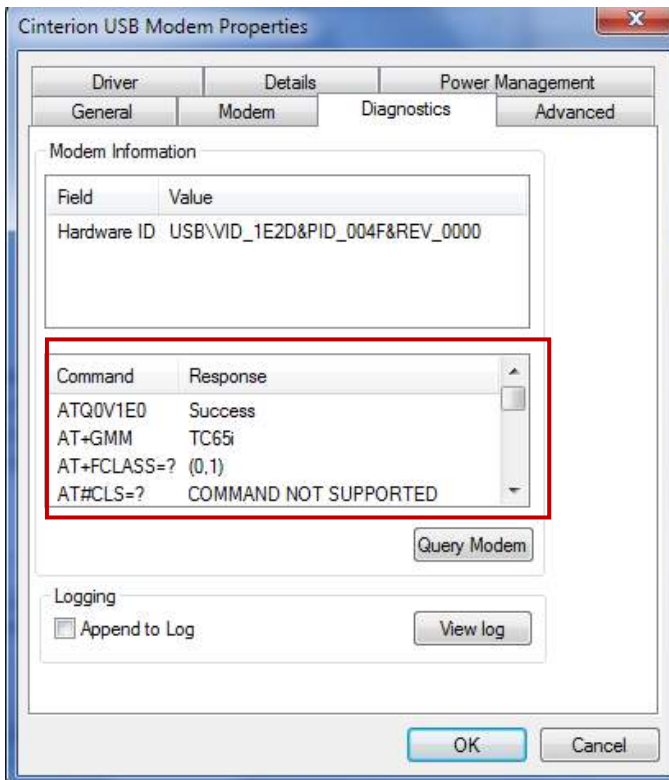 Cinterion USB Modem Properties
Driver Details Power Management
General Modem Diagnostics Advanced
Modem Information
Field Value
Hardware ID USB\VID_1E2D&PID_004F&REV_0000
Command Response
ATQ0V1E0 Success
AT+GMM TC65i
AT+FCLASS=? (0,1)
AT#CLS=? COMMAND NOT SUPPORTED
Query Modem
Logging
Append to Log View log
OK Cancel